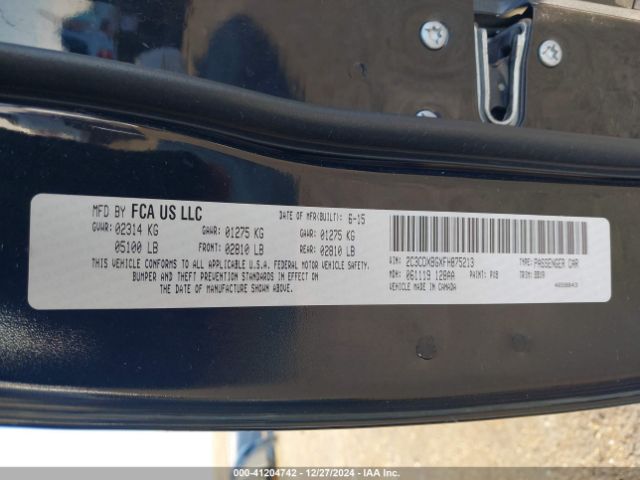 MFD BY FCA US LLC DATE OF MFR(BUILT): 6-15
GVWR: 02314 KG GAWR: 01275 KG GAWR: 01275 KG
05100 LB FRONT: 02810 LB REAR: 02810 LB
THIS VEHICLE CONFORMS TO ALL APPLICABLE U.S.A. FEDERAL MOTOR VEHICLE SAFETY,
BUMPER AND THEFT PREVENTION STANDARDS IN EFFECT ON
THE DATE OF MANUFACTURE SHOWN ABOVE.
VIN: 2C3CDXBGXFH875213 TYPE: PASSENGER CAR
MDH: 061119 128AA PAINT: PX8 TRIM:
VEHICLE MADE IN CANADA
000-41204742 - 12/27/2024 - IAA Inc.